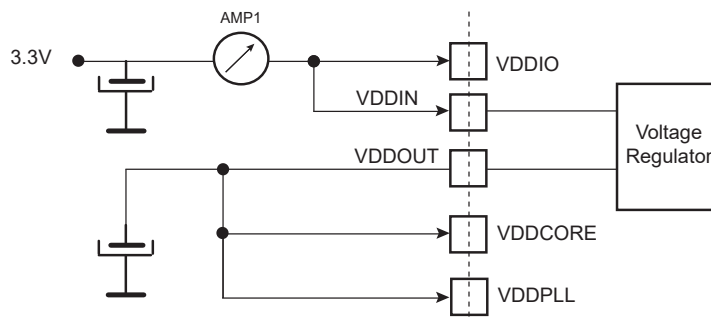 AMP1
3.3V
VDDIO
VDDIN
Voltage
Regulator
VDDOUT
VDDCORE
VDDPLL